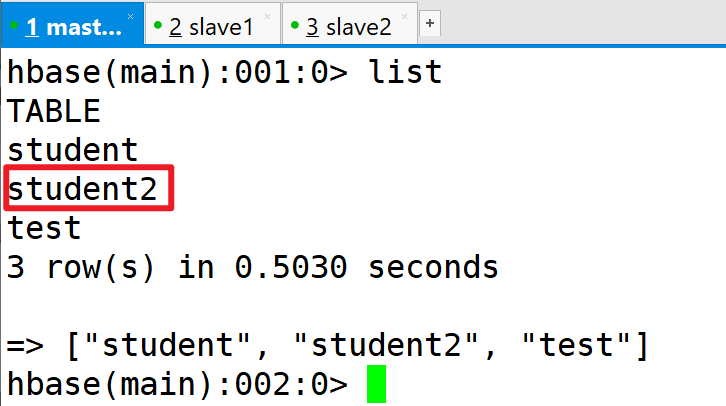 1 mast... × 2 slave1 × 3 slave2 × +
hbase(main):001:0> list
TABLE
student
student2
test
3 row(s) in 0.5030 seconds
=> ["student", "student2", "test"]
hbase(main):002:0>